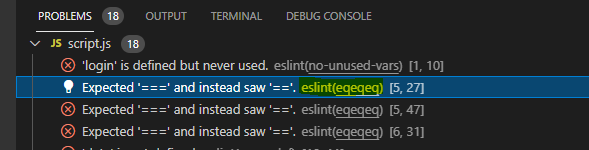 PROBLEMS 18 OUTPUT TERMINAL DEBUG CONSOLE
JS script.js 18
'login' is defined but never used. eslint(no-unused-vars) [1, 10]
Expected '===' and instead saw '=='. eslint(eqeqeq) [5, 27]
Expected '===' and instead saw '=='. eslint(eqeqeq) [5, 47]
Expected '===' and instead saw '=='. eslint(eqeqeq) [6, 31]